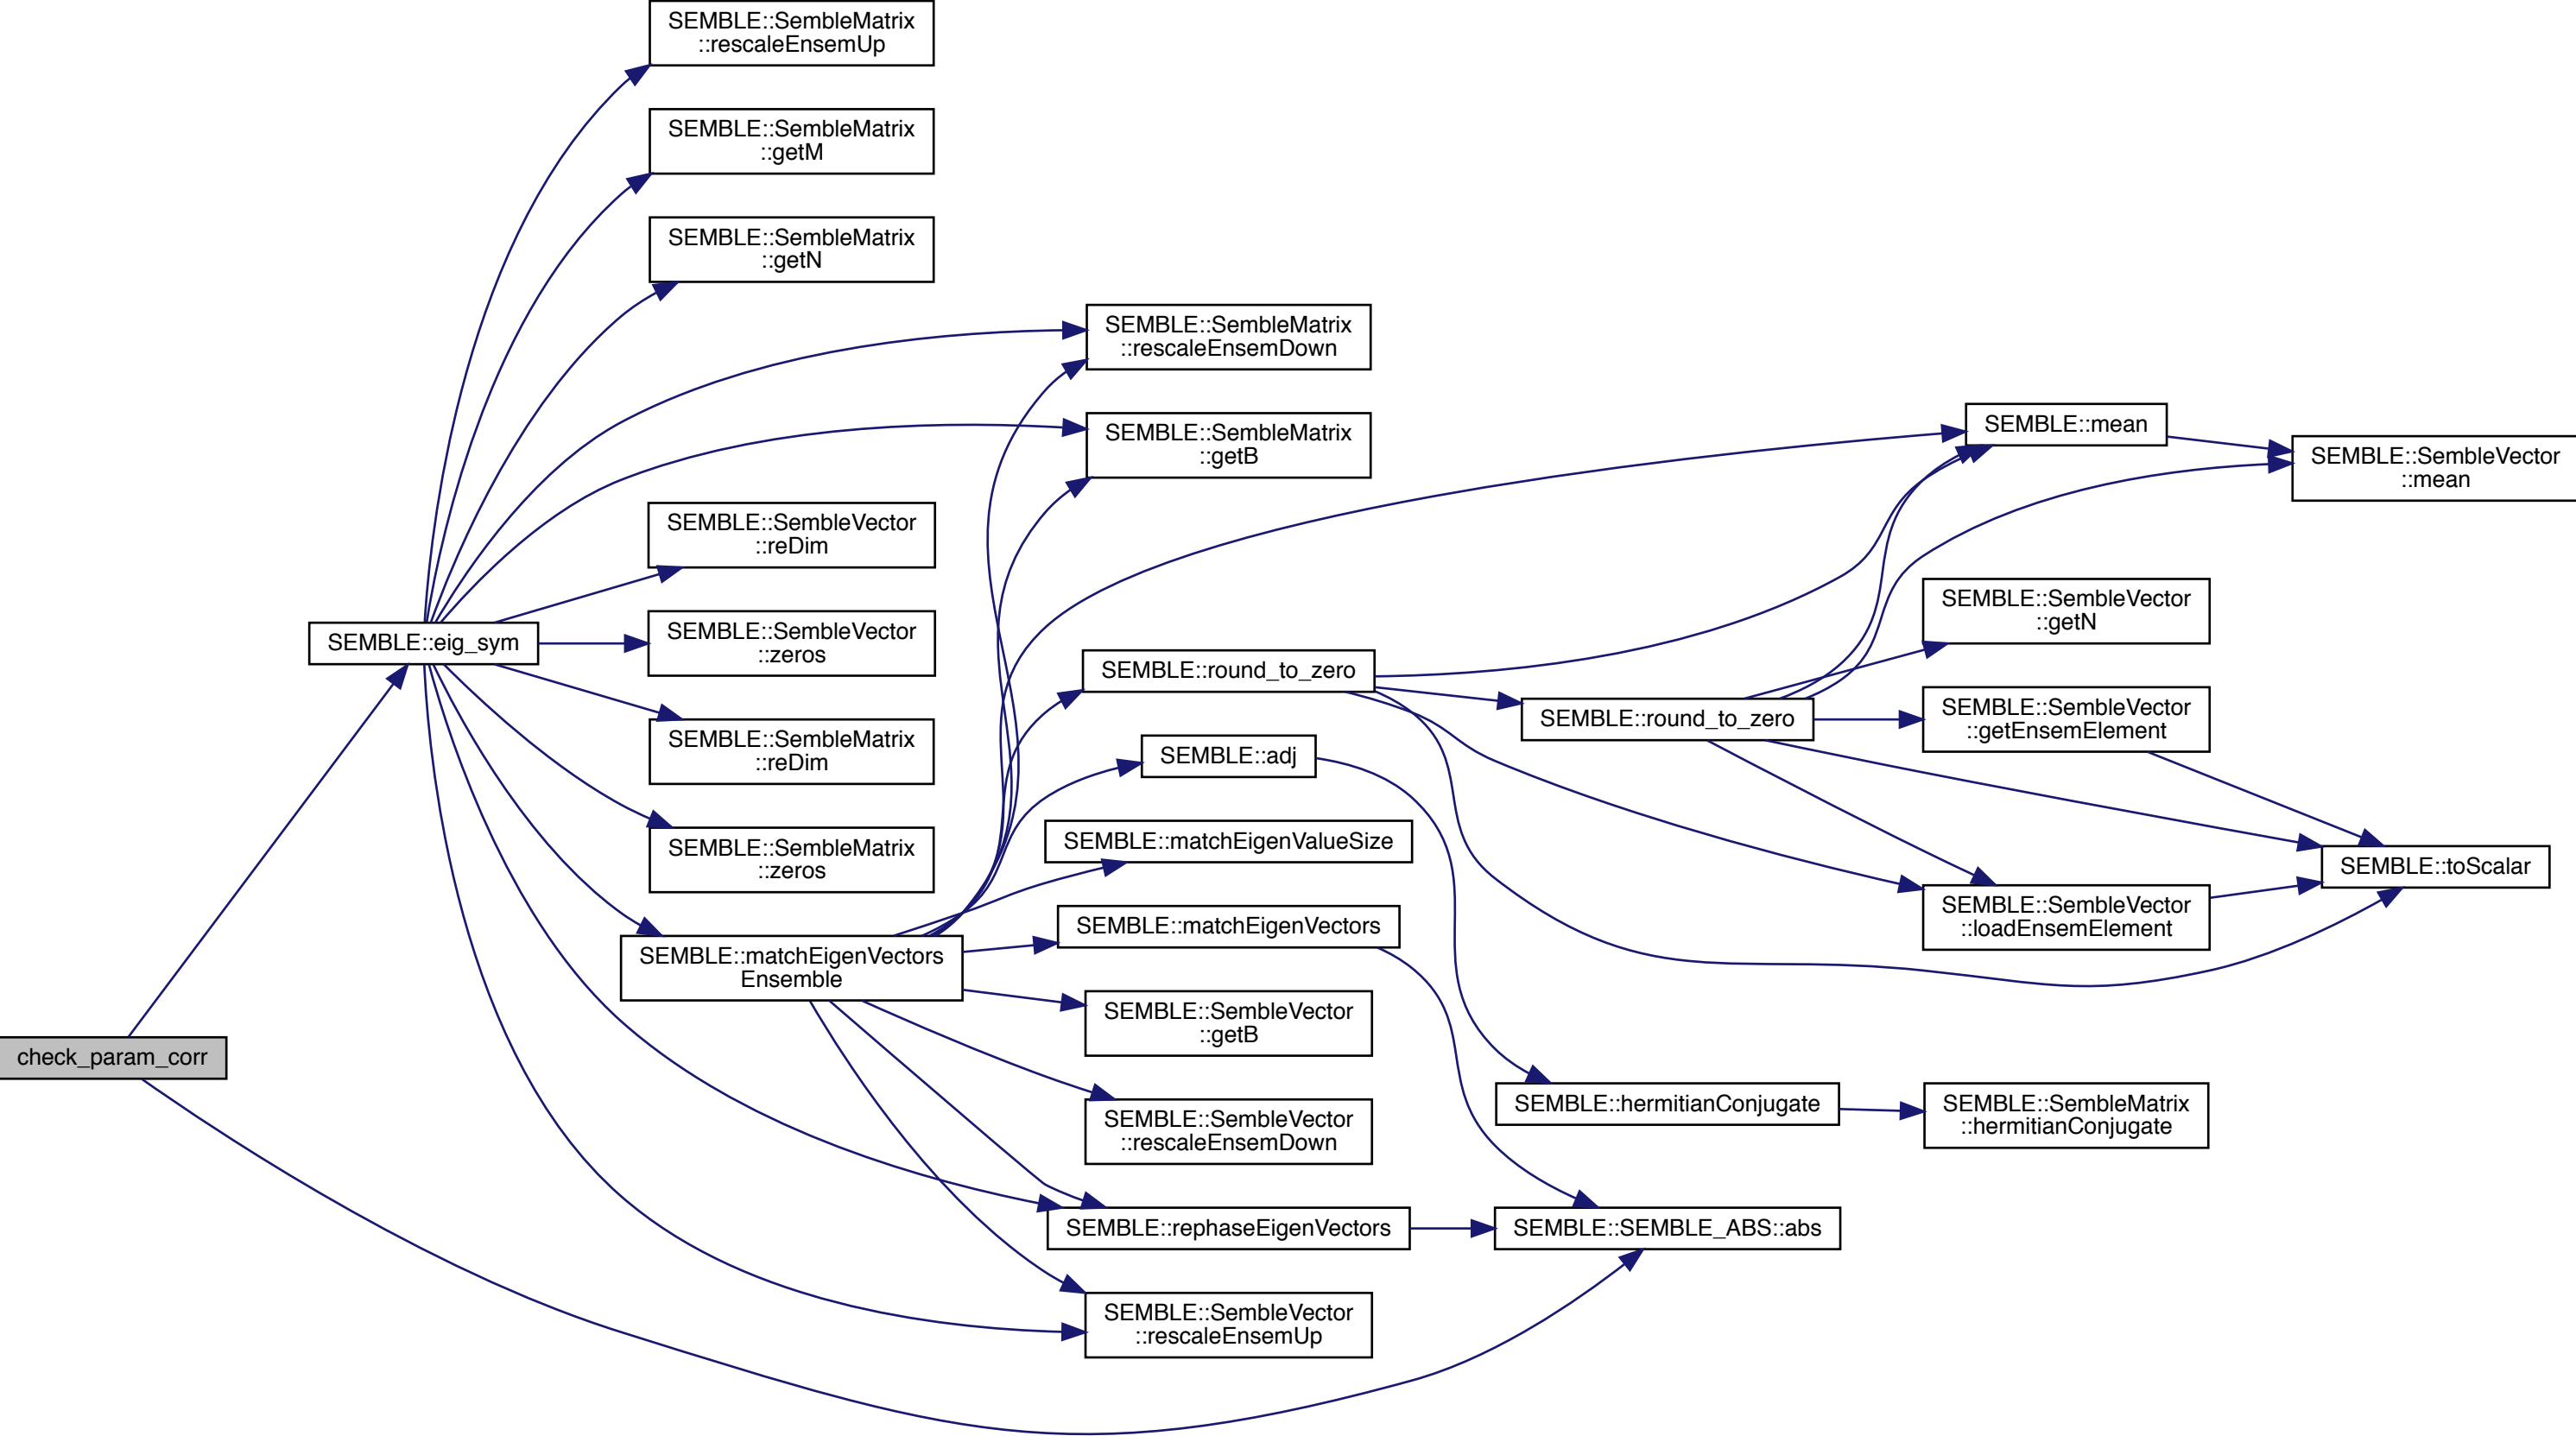 SEMBLE::SembleMatrix
::rescaleEnsemUp
SEMBLE::SembleMatrix
::getM
SEMBLE::SembleMatrix
::getN
SEMBLE::SembleMatrix
::rescaleEnsemDown
SEMBLE::SembleMatrix
::getB
SEMBLE::mean
SEMBLE::SembleVector
::mean
SEMBLE::SembleVector
::reDim
SEMBLE::SembleVector
::getN
SEMBLE::eig_sym
SEMBLE::SembleVector
::zeros
SEMBLE::round_to_zero
SEMBLE::round_to_zero
SEMBLE::SembleVector
::getEnsemElement
SEMBLE::SembleMatrix
::reDim
SEMBLE::adj
SEMBLE::matchEigenValueSize
SEMBLE::SembleMatrix
::zeros
SEMBLE::toScalar
SEMBLE::matchEigenVectors
SEMBLE::SembleVector
::loadEnsemElement
SEMBLE::matchEigenVectors
Ensemble
SEMBLE::SembleVector
::getB
check_param_corr
SEMBLE::hermitianConjugate
SEMBLE::SembleMatrix
::hermitianConjugate
SEMBLE::SembleVector
::rescaleEnsemDown
SEMBLE::rephaseEigenVectors
SEMBLE::SEMBLE_ABS::abs
SEMBLE::SembleVector
::rescaleEnsemUp